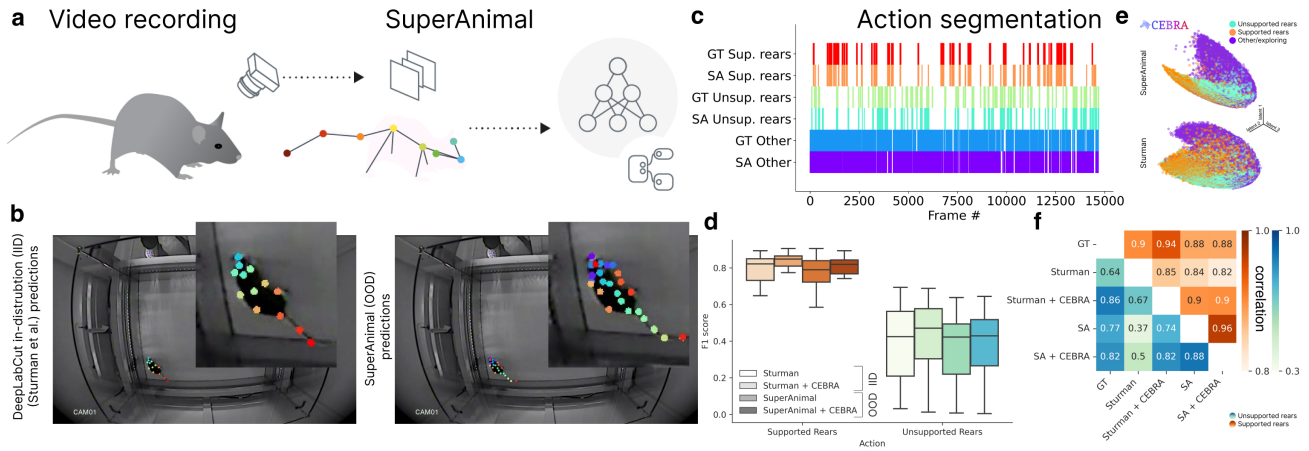 a
Video recording
SuperAnimal
b
DeepLabCut in-distrubtion (IID)
(Sturman et al.) predictions
CAM01
SuperAnimal (OOD)
predictions
CAM01
c
Action segmentation
GT Sup. rears
SA Sup. rears
GT Unsup. rears
SA Unsup. rears
GT Other
SA Other
0 2500 5000 7500 10000 12500 15000
Frame #
d
F1 score
0.8
0.6
0.4
0.2
0.0
Sturman
Sturman + CEBRA
SuperAnimal
SuperAnimal + CEBRA
IID
OOD
Supported Rears Unsupported Rears
Action
e
CEBRA
Unsupported rears
Supported rears
Other/exploring
SuperAnimal
Sturman
f
GT
Sturman
Sturman + CEBRA
SA
SA + CEBRA
0.9 0.94 0.88 0.88
0.64 0.85 0.84 0.82
0.86 0.67 0.9 0.9
0.77 0.37 0.74 0.96
0.82 0.5 0.82 0.88
GT
Sturman
Sturman + CEBRA
SA
SA + CEBRA
1.0
0.8
correlation
1.0
0.3
Unsupported rears
Supported rears